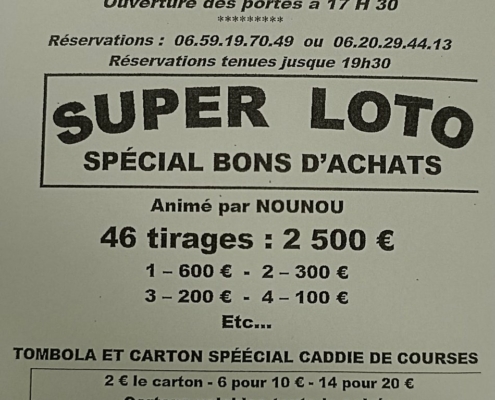 Ouverture des portes à 17 H 30
*********
Réservations : 06.59.19.70.49 ou 06.20.29.44.13
Réservations tenues jusque 19h30
SUPER LOTO
SPÉCIAL BONS D'ACHATS
Animé par NOUNOU
46 tirages : 2 500 €
1 – 600 € - 2 – 300 €
3 – 200 € - 4 – 100 €
Etc...
TOMBOLA ET CARTON SPÉÉCIAL CADDIE DE COURSES
2 € le carton - 6 pour 10 € - 14 pour 20 €